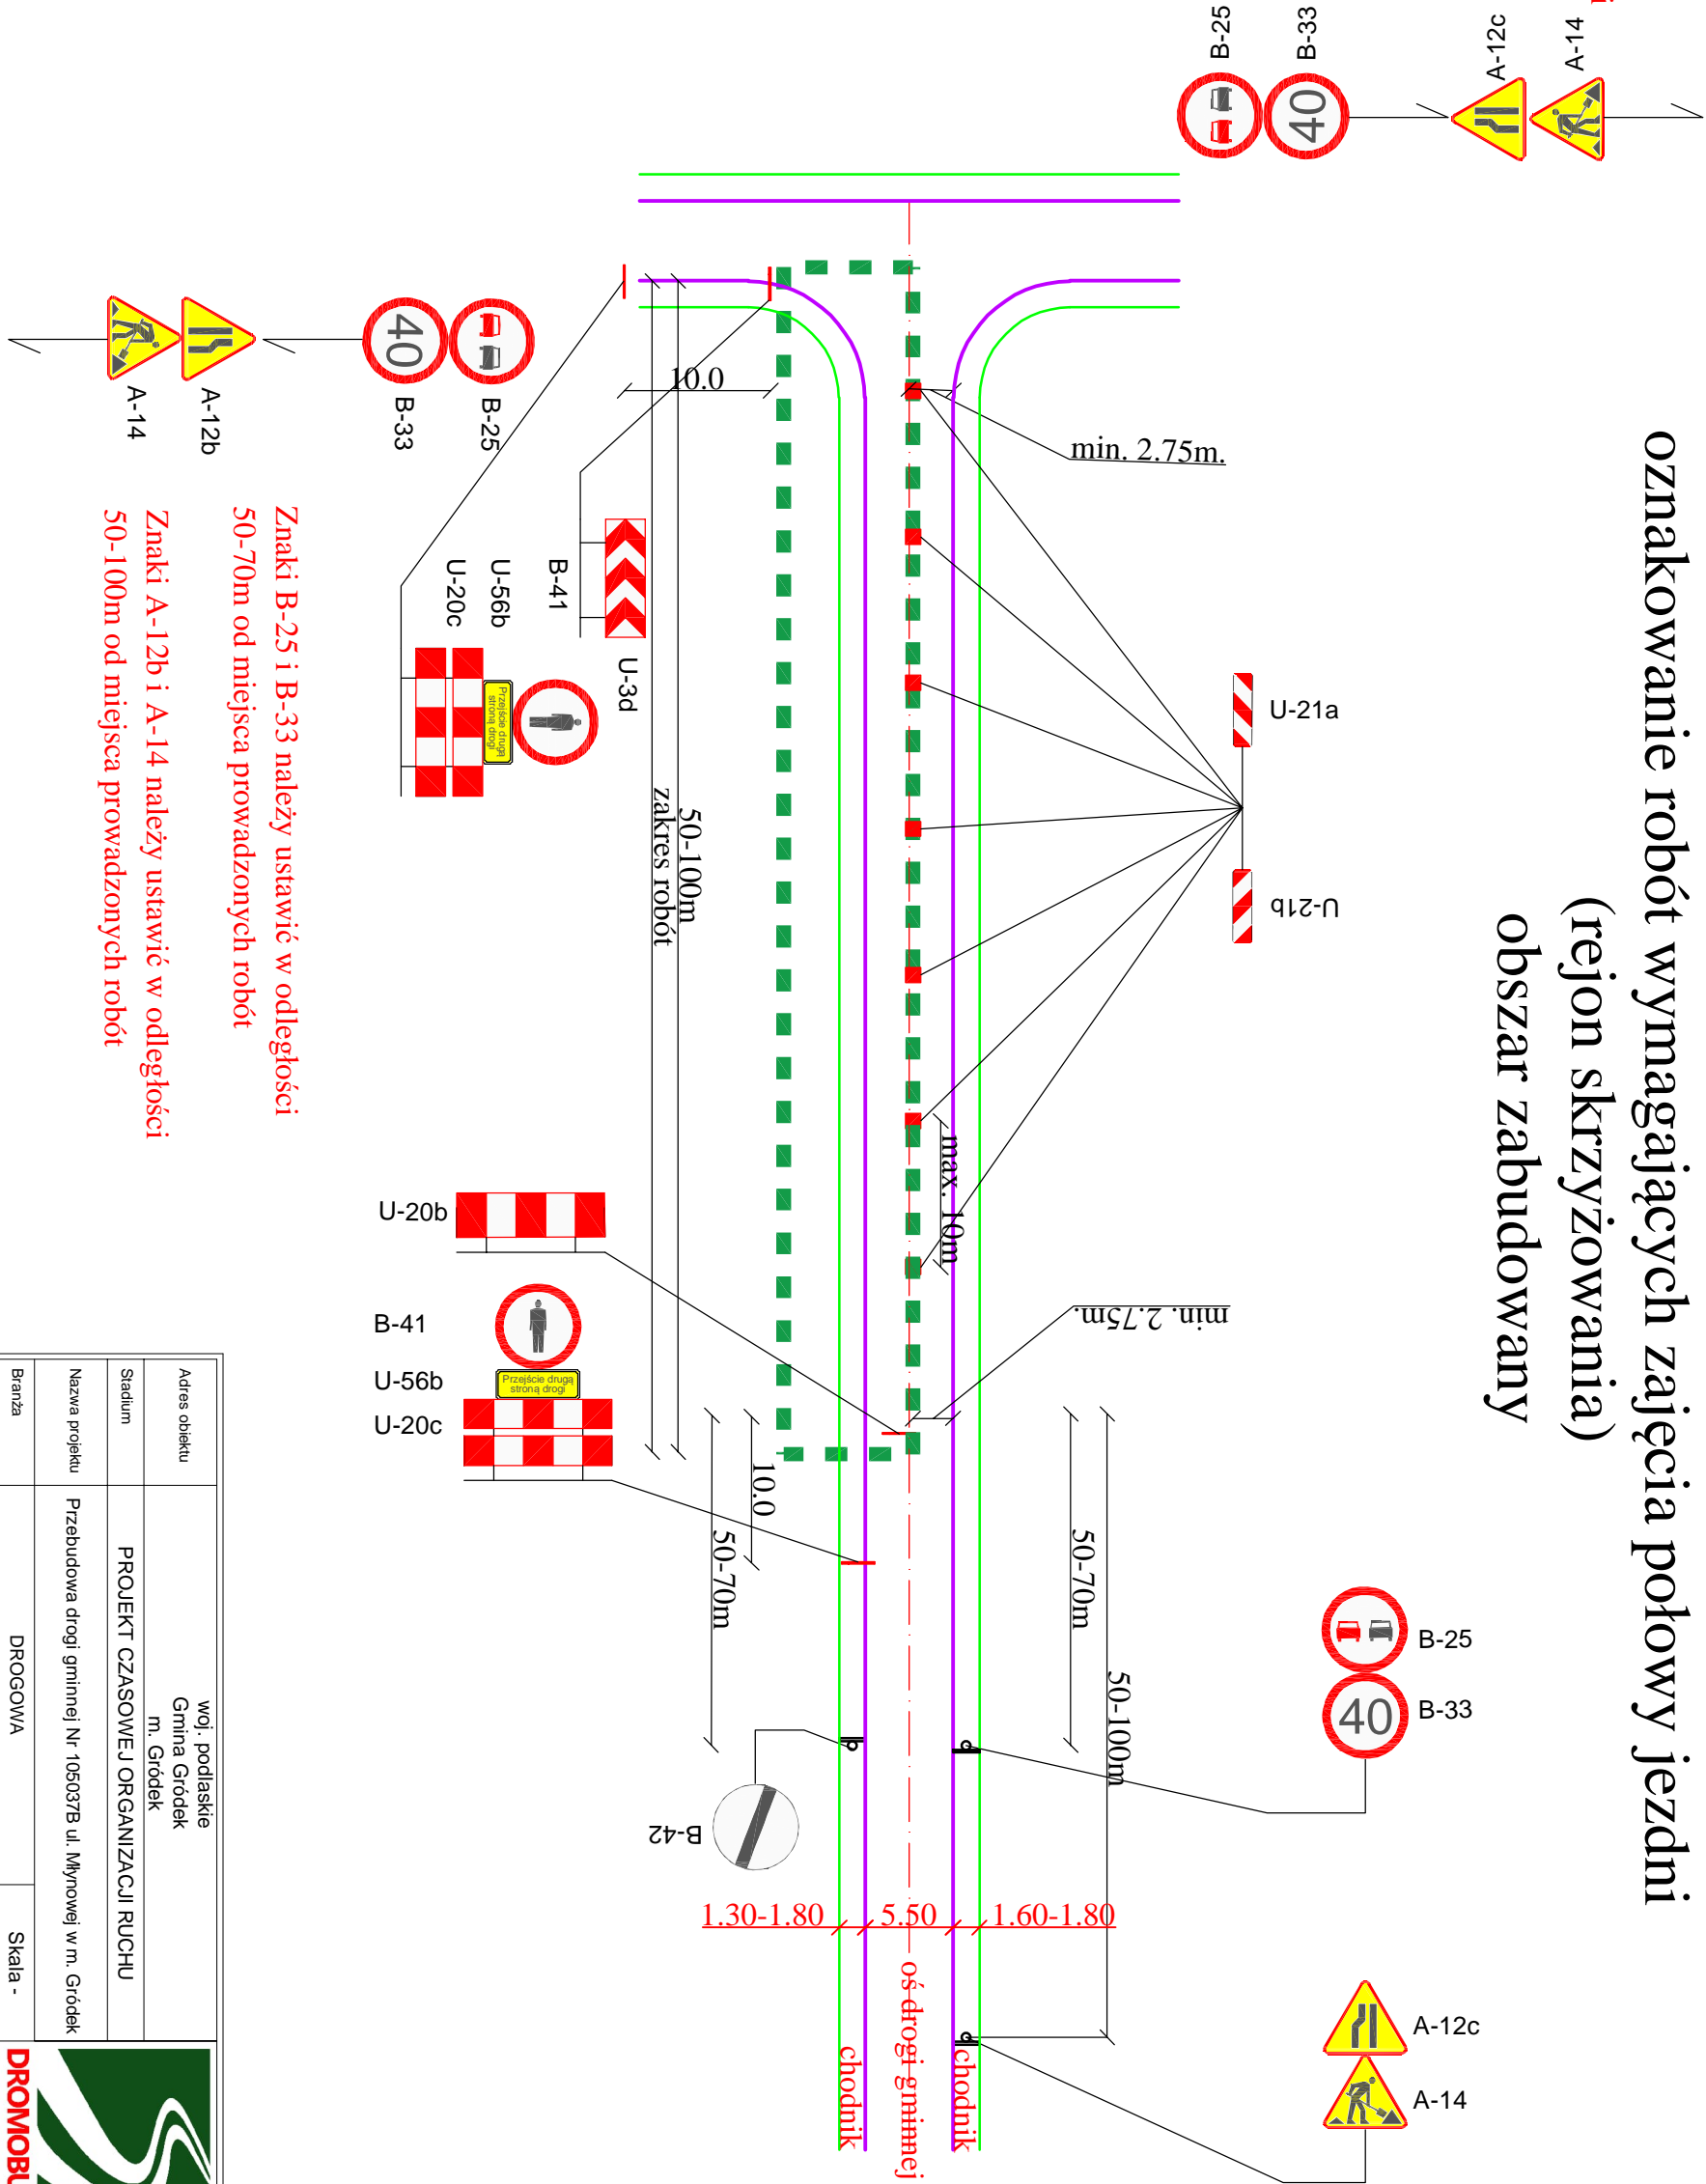 oznakowanie robót wymagających zajęcia połowy jezdni
(rejon skrzyżowania)
obszar zabudowany
B-25
B-33
40
A-12c
A-14
A-14
A-12b
40
B-33
B-25
10.0
min. 2.75m.
U-21a
U-21b
U-3d
B-41
U-56b
U-20c
Przejście drugą
stroną drogi
50-100m
zakres robót
Znaki B-25 i B-33 należy ustawić w odległości
50-70m od miejsca prowadzonych robót
Znaki A-12b i A-14 należy ustawić w odległości
50-100m od miejsca prowadzonych robót
max. 10m
min. 2.75m.
U-20b
B-41
U-56b
U-20c
Przejście drugą
stroną drogi
10.0
50-70m
50-70m
50-100m
B-25
B-33
40
B-42
1.30-1.80
5.50
1.60-1.80
A-12c
A-14
chodnik
oś drogi gminnej
chodnik
Adres obiektu
woj. podlaskie
Gmina Gródek
m. Gródek
Stadium
PROJEKT CZASOWEJ ORGANIZACJI RUCHU
Nazwa projektu
Przebudowa drogi gminnej Nr 105037B ul. Młynowej w m. Gródek
Branża
DROGOWA
Skala -